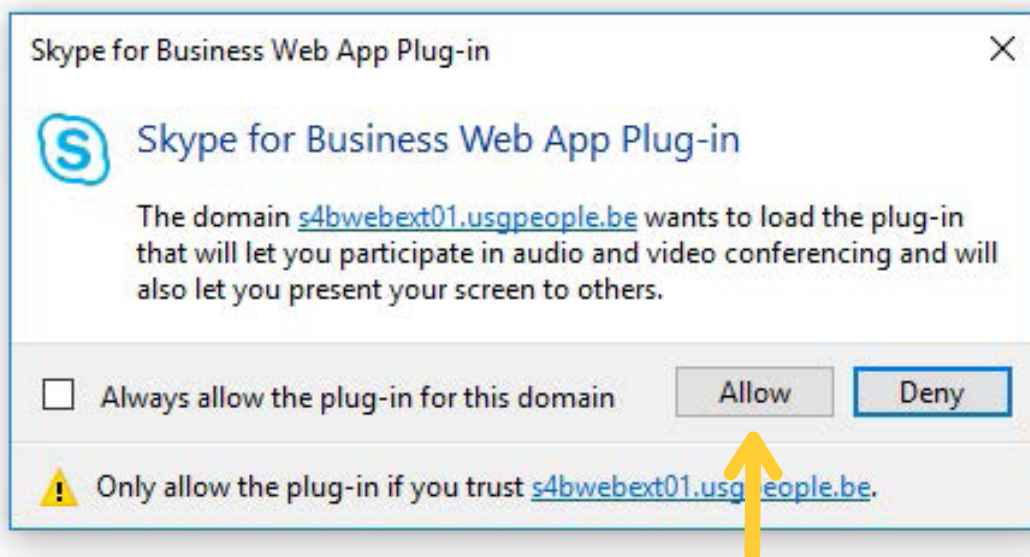 Skype for Business Web App Plug-in
Skype for Business Web App Plug-in
The domain s4bwebext01.usgpeople.be wants to load the plug-in
that will let you participate in audio and video conferencing and will
also let you present your screen to others.
Always allow the plug-in for this domain
Allow
Deny
Only allow the plug-in if you trust s4bwebext01.usgpeople.be.